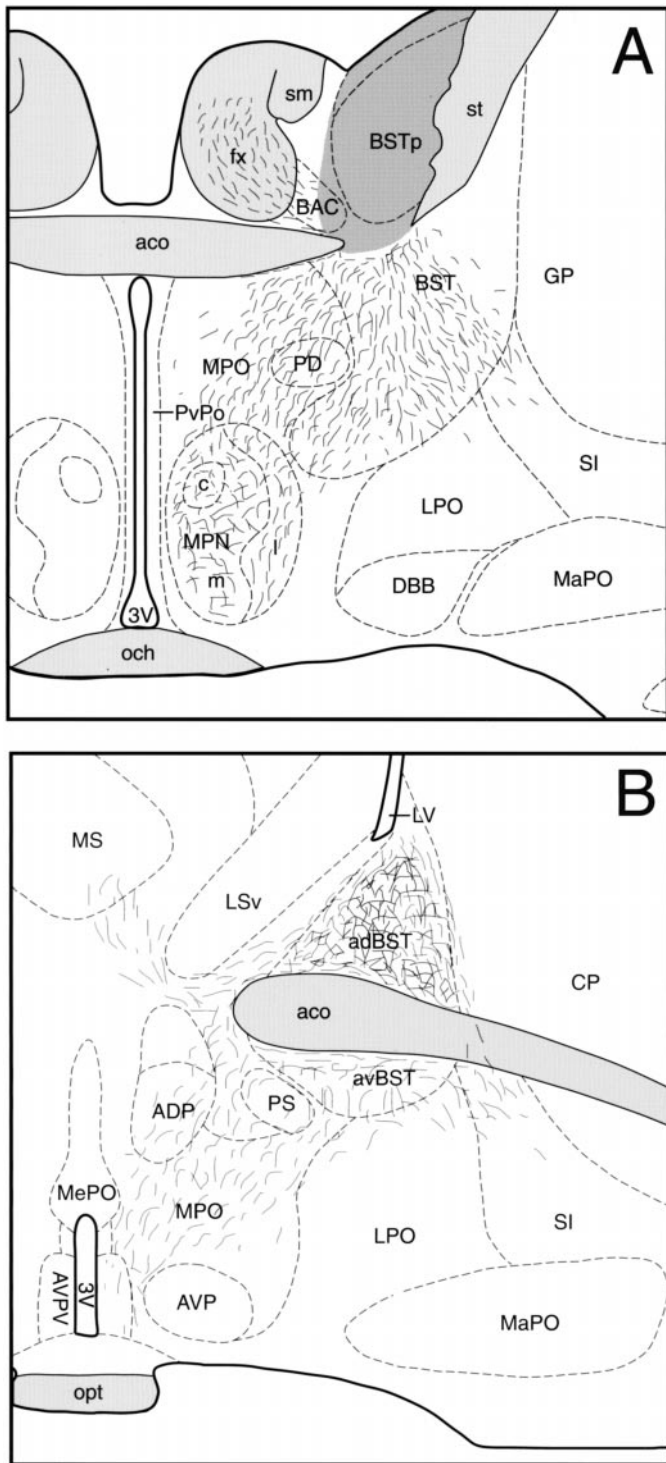 A
sm
st
fx
BSTp
BAC
aco
BST
GP
MPO
PD
PvPo
SI
c
LPO
MPN
l
m
DBB
MaPO
3V
och
B
LV
MS
LSv
adBST
CP
aco
avBST
ADP
PS
MePO
MPO
SI
LPO
AVPV
3V
AVP
MaPO
opt